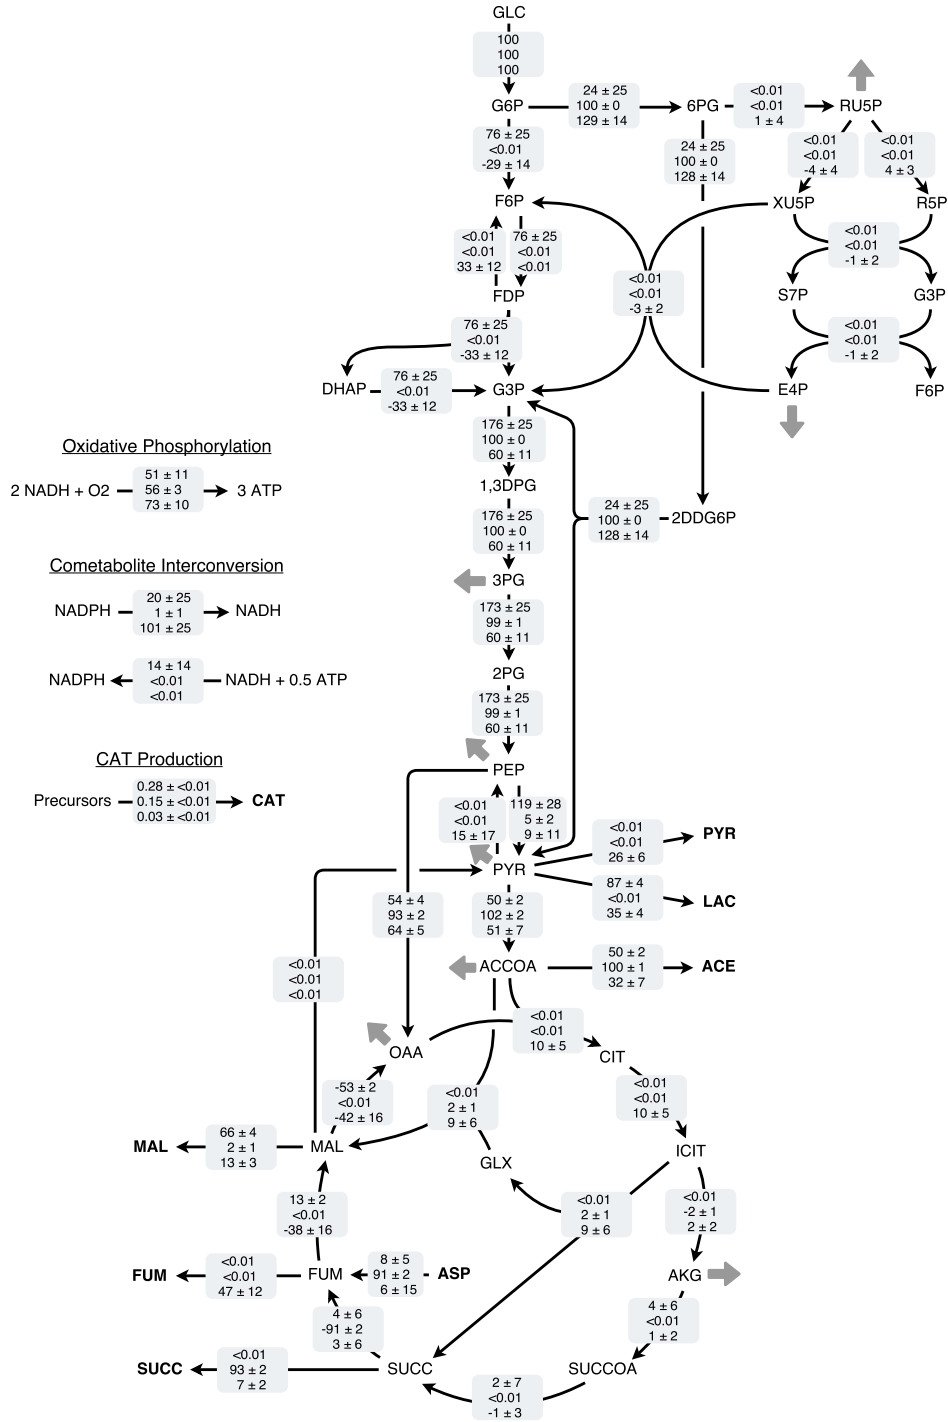 GLC
100
100
100
G6P
24 ± 25
100 ± 0
129 ± 14
6PG
<0.01
<0.01
1 ± 4
RU5P
76 ± 25
<0.01
-29 ± 14
24 ± 25
100 ± 0
128 ± 14
<0.01
<0.01
-4 ± 4
<0.01
<0.01
4 ± 3
F6P
XU5P
R5P
<0.01
<0.01
33 ± 12
76 ± 25
<0.01
<0.01
<0.01
<0.01
-1 ± 2
FDP
<0.01
<0.01
-3 ± 2
S7P
G3P
76 ± 25
<0.01
-33 ± 12
<0.01
<0.01
-1 ± 2
DHAP
76 ± 25
<0.01
-33 ± 12
G3P
E4P
F6P
176 ± 25
100 ± 0
60 ± 11
Oxidative Phosphorylation
2 NADH + O2
51 ± 11
56 ± 3
73 ± 10
3 ATP
1,3DPG
176 ± 25
100 ± 0
60 ± 11
24 ± 25
100 ± 0
128 ± 14
2DDG6P
Cometabolite Interconversion
NADPH
20 ± 25
1 ± 1
101 ± 25
NADH
3PG
173 ± 25
99 ± 1
60 ± 11
NADPH
14 ± 14
<0.01
<0.01
NADH + 0.5 ATP
2PG
173 ± 25
99 ± 1
60 ± 11
CAT Production
Precursors
0.28 ± <0.01
0.15 ± <0.01
0.03 ± <0.01
CAT
PEP
<0.01
<0.01
15 ± 17
119 ± 28
5 ± 2
9 ± 11
<0.01
<0.01
26 ± 6
PYR
PYR
87 ± 4
<0.01
35 ± 4
LAC
54 ± 4
93 ± 2
64 ± 5
50 ± 2
102 ± 2
51 ± 7
<0.01
<0.01
<0.01
ACCOA
50 ± 2
100 ± 1
32 ± 7
ACE
OAA
<0.01
<0.01
10 ± 5
CIT
-53 ± 2
<0.01
-42 ± 16
<0.01
2 ± 1
9 ± 6
<0.01
<0.01
10 ± 5
MAL
66 ± 4
2 ± 1
13 ± 3
MAL
GLX
ICIT
13 ± 2
<0.01
-38 ± 16
<0.01
2 ± 1
9 ± 6
<0.01
-2 ± 1
2 ± 2
FUM
<0.01
<0.01
47 ± 12
FUM
8 ± 5
91 ± 2
6 ± 15
ASP
AKG
4 ± 6
-91 ± 2
3 ± 6
4 ± 6
<0.01
1 ± 2
SUCC
<0.01
93 ± 2
7 ± 2
SUCC
SUCCOA
2 ± 7
<0.01
-1 ± 3